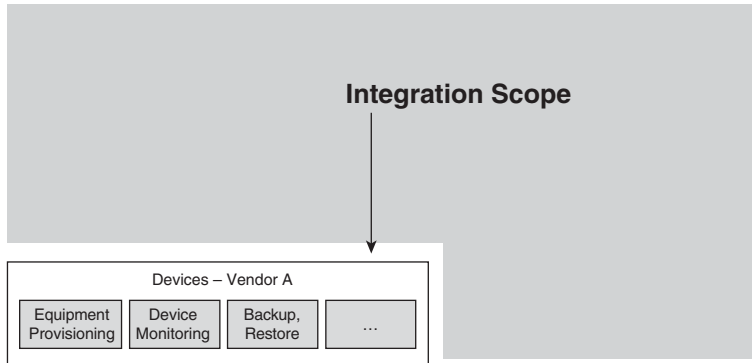 Integration Scope
Devices – Vendor A
Equipment
Provisioning
Device
Monitoring
Backup,
Restore
…